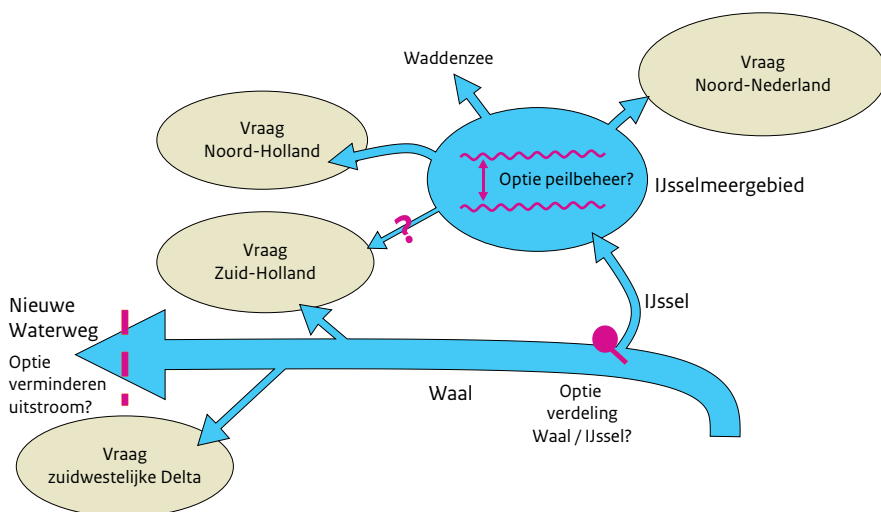 Waddenzee
Vraag
Noord-Nederland
Vraag
Noord-Holland
Optie peilbeheer?
IJsselmeergebied
?
Vraag
Zuid-Holland
Nieuwe
Waterweg
IJssel
Optie
verminderen
uitstroom?
Waal
Optie
verdeling
Waal / IJssel?
Vraag
zuidwestelijke Delta